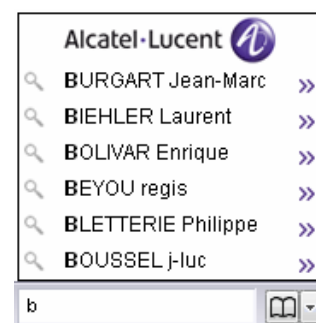 Alcatel·Lucent
BURGART Jean-Marc
BIEHLER Laurent
BOLIVAR Enrique
BEYOU regis
BLETTERIE Philippe
BOUSSEL j-luc
b